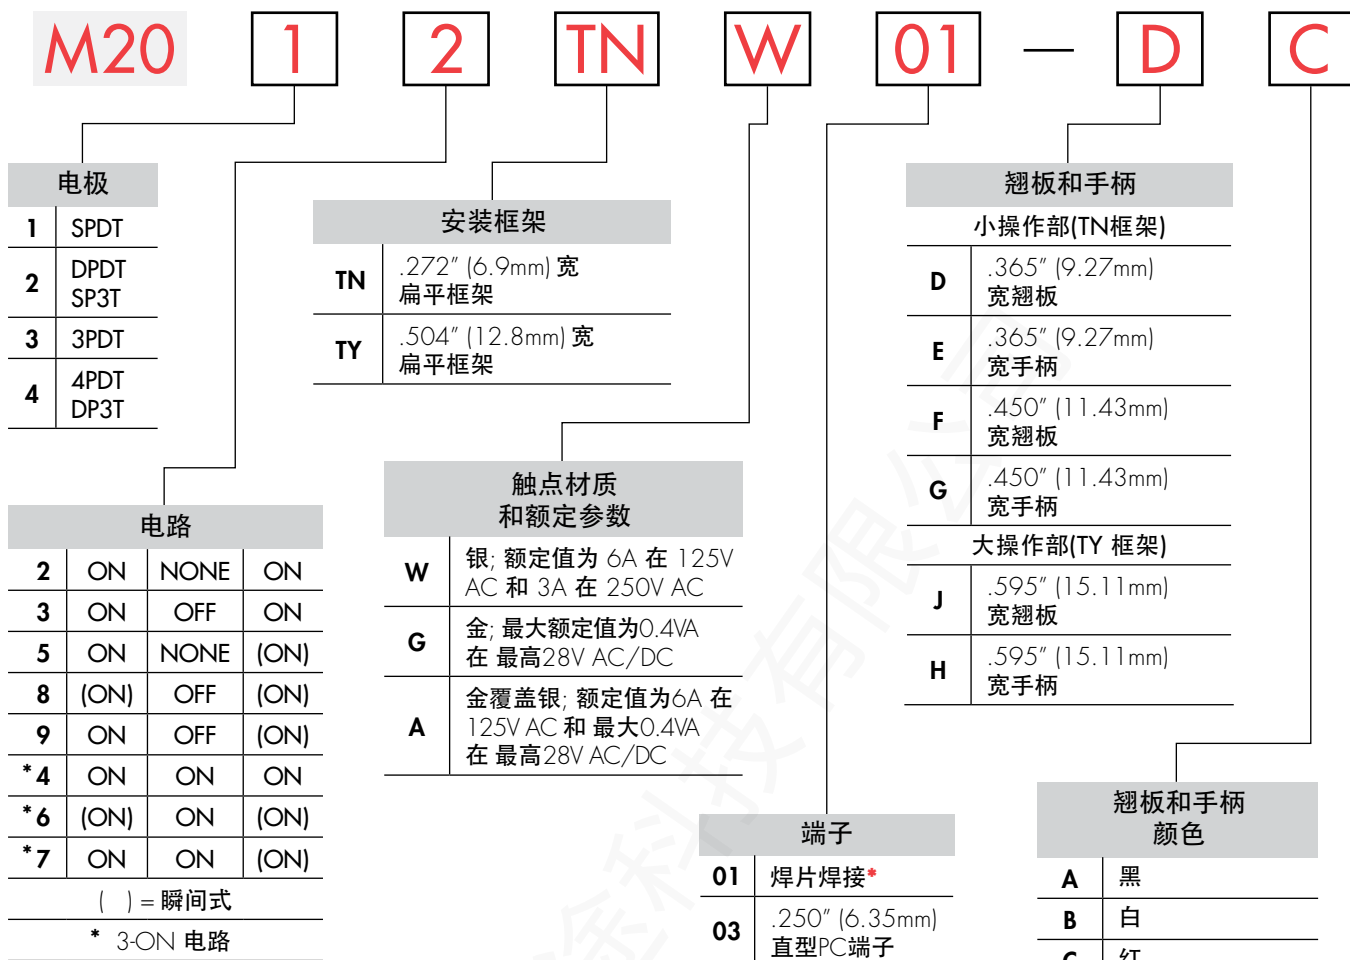 M20 1 2 TN W 01 — D C
电极
1 SPDT
2 DPDT
SP3T
3 3PDT
4 4PDT
DP3T
电路
2 ON NONE ON
3 ON OFF ON
5 ON NONE (ON)
8 (ON) OFF (ON)
9 ON OFF (ON)
*4 ON ON ON
*6 (ON) ON (ON)
*7 ON ON (ON)
( ) = 瞬间式
* 3-ON 电路
安装框架
TN .272" (6.9mm) 宽
扁平框架
TY .504" (12.8mm) 宽
扁平框架
触点材质
和额定参数
W 银; 额定值为 6A 在 125V
AC 和 3A 在 250V AC
G 金; 最大额定值为0.4VA
在 最高28V AC/DC
A 金覆盖银; 额定值为6A 在
125V AC 和 最大0.4VA
在 最高28V AC/DC
端子
01 焊片焊接*
03 .250" (6.35mm)
直型PC端子
翘板和手柄
小操作部(TN框架)
D .365" (9.27mm)
宽翘板
E .365" (9.27mm)
宽手柄
F .450" (11.43mm)
宽翘板
G .450" (11.43mm)
宽手柄
大操作部(TY 框架)
J .595" (15.11mm)
宽翘板
H .595" (15.11mm)
宽手柄
翘板和手柄
颜色
A 黑
B 白
C 红
金科技有限公司